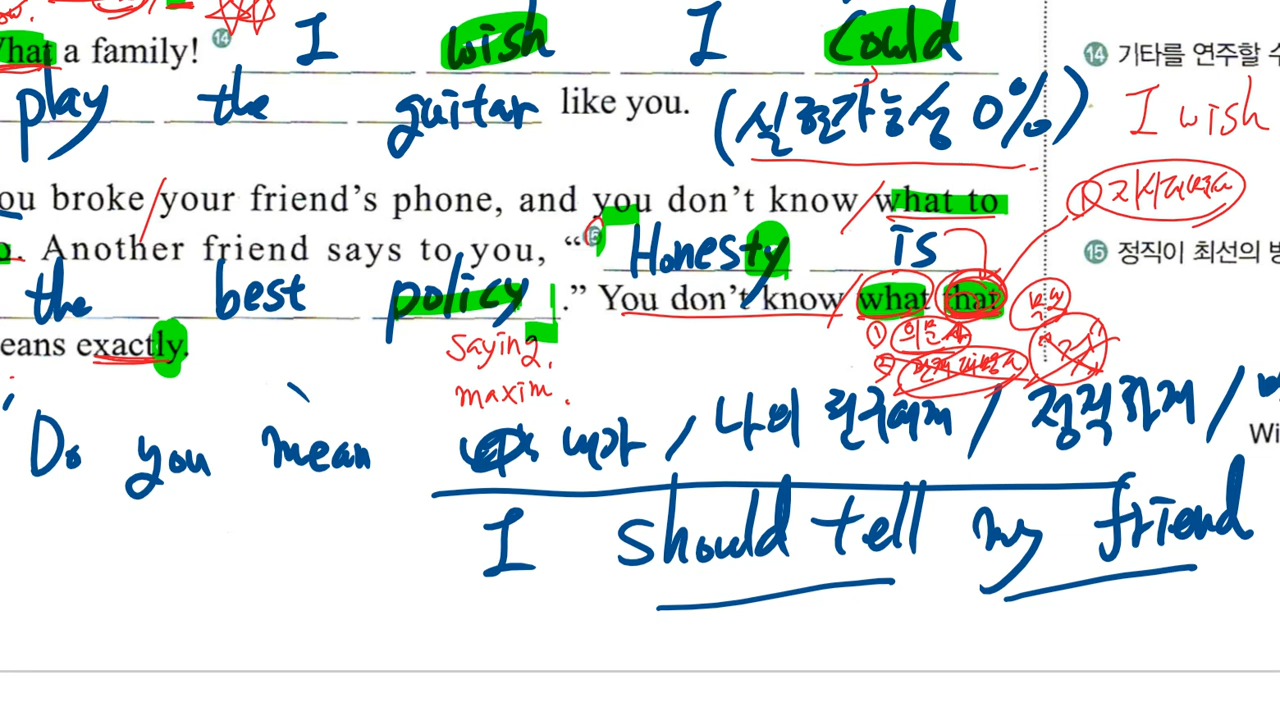 What a family! ⑭ I wish I could
⑭ 기타를 연주할 수
play the guitar like you. (실현가능성 0%)
I wish
ou broke / your friend's phone, and you don't know / what to
① 지시대명사
o. Another friend says to you, “⑮ Honesty is
⑮ 정직이 최선의 방
the best policy.” You don't know / what that
① 의문사
② 관계대명사
eans exactly.
saying.
maxim.
Do you mean 내가 / 나의 친구에게 / 정직하게 /
Wi
I should tell my friend